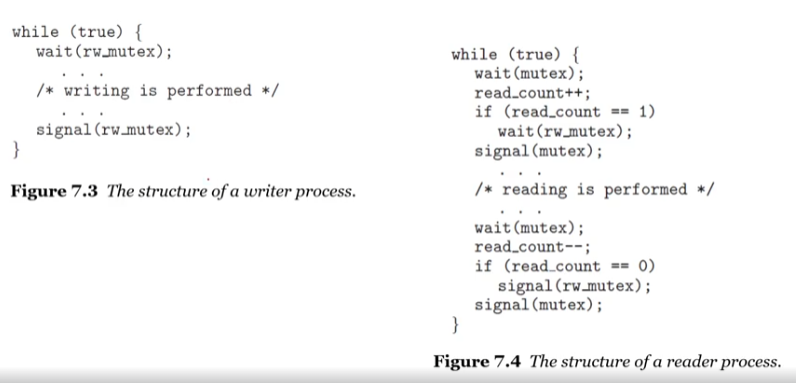 while (true) {
wait(rw_mutex);
. . .
/* writing is performed */
. . .
signal(rw_mutex);
}
Figure 7.3 The structure of a writer process.
while (true) {
wait(mutex);
read_count++;
if (read_count == 1)
wait(rw_mutex);
signal(mutex);
. . .
/* reading is performed */
. . .
wait(mutex);
read_count--;
if (read_count == 0)
signal(rw_mutex);
signal(mutex);
}
Figure 7.4 The structure of a reader process.